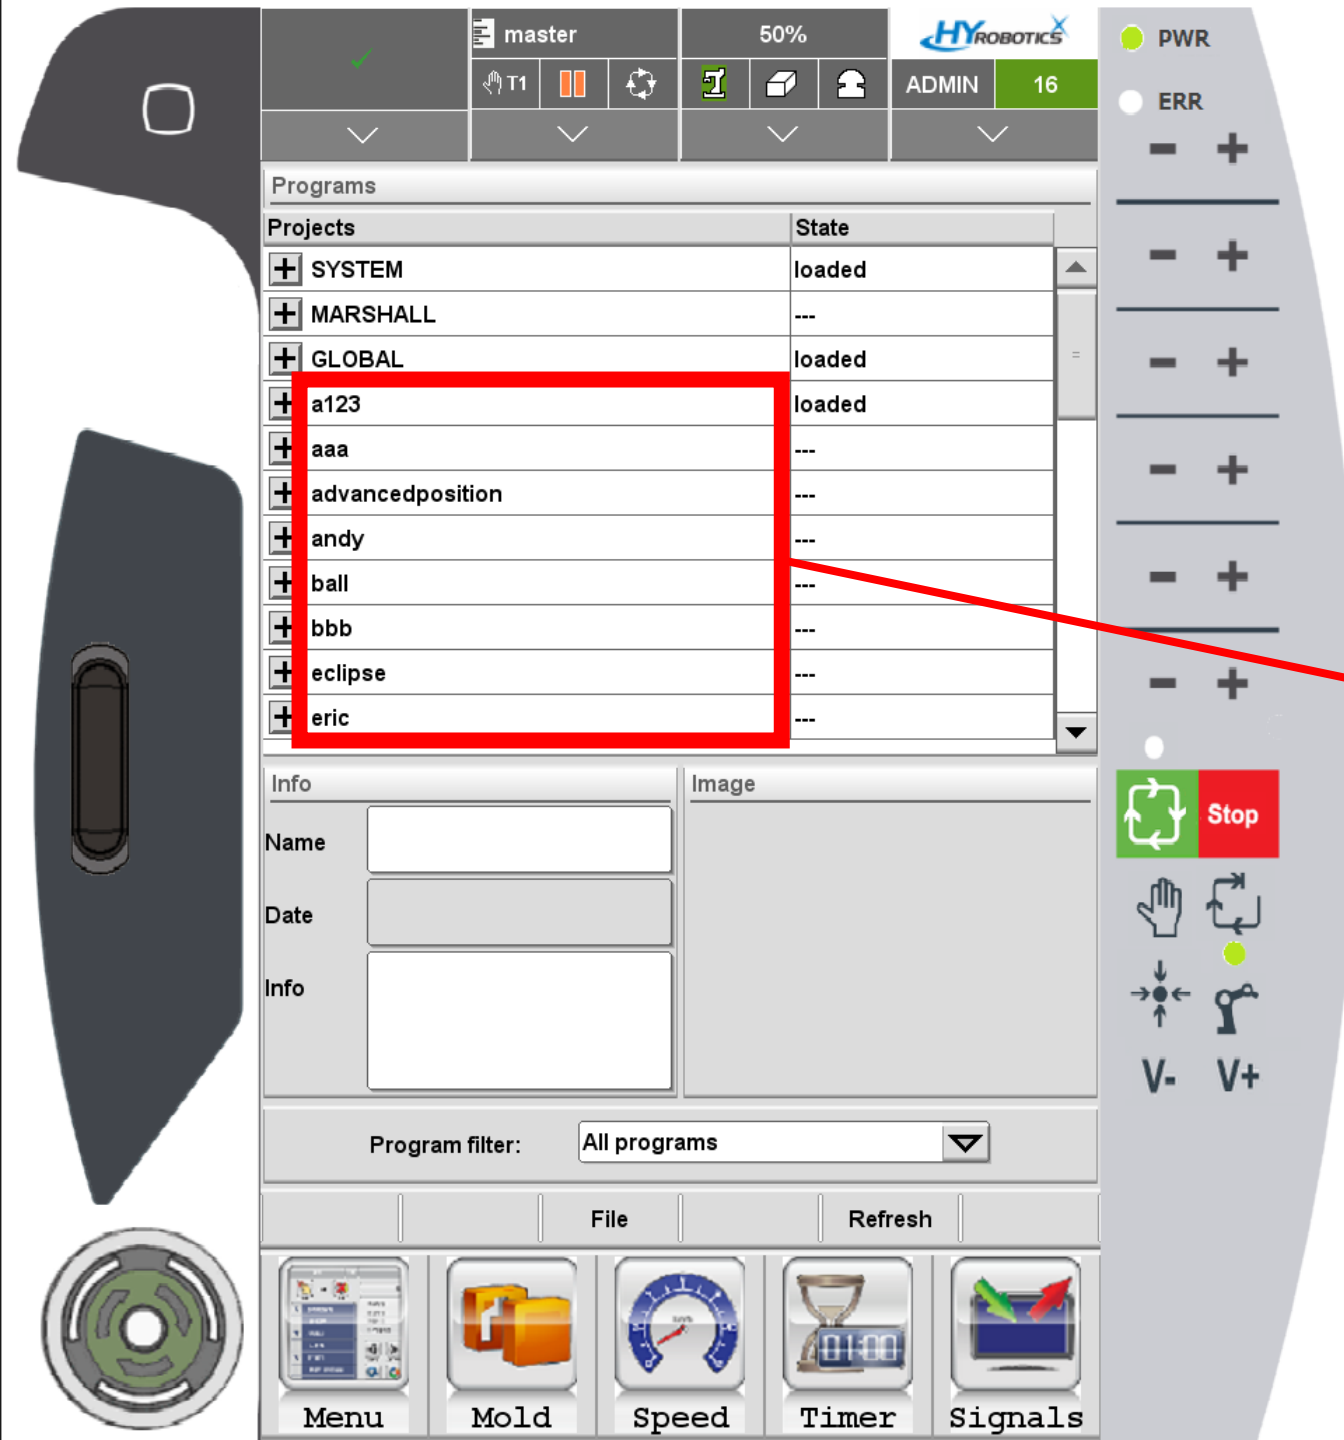 master
50%
HYROBOTICS
PWR
T1
ADMIN
16
ERR
Programs
Projects
State
SYSTEM
loaded
MARSHALL
---
GLOBAL
loaded
a123
loaded
aaa
---
advancedposition
---
andy
---
ball
---
bbb
---
eclipse
---
eric
---
Info
Image
Name
Date
Info
Stop
V-
V+
Program filter:
All programs
File
Refresh
01:00
Menu
Mold
Speed
Timer
Signals